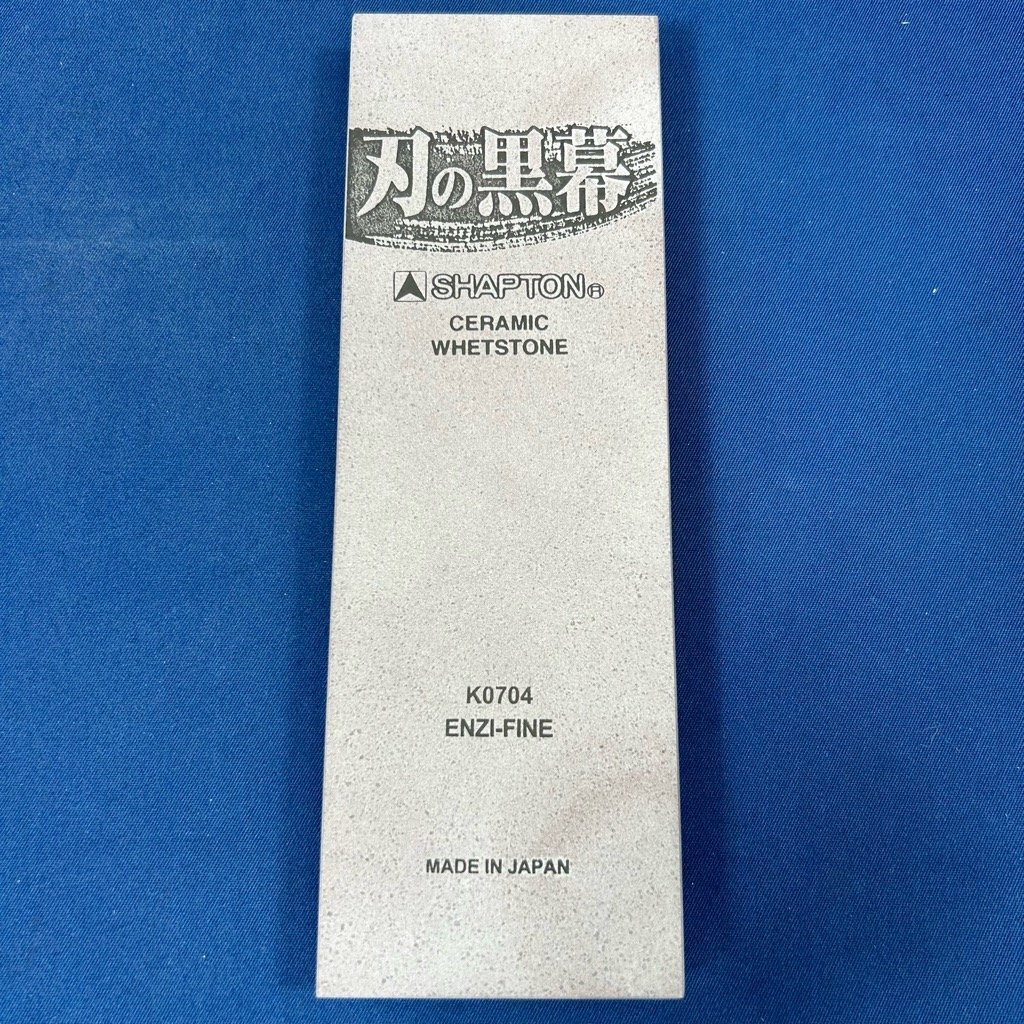 刃の黒幕
SHAPTON®
CERAMIC
WHETSTONE
K0704
ENZI-FINE
MADE IN JAPAN